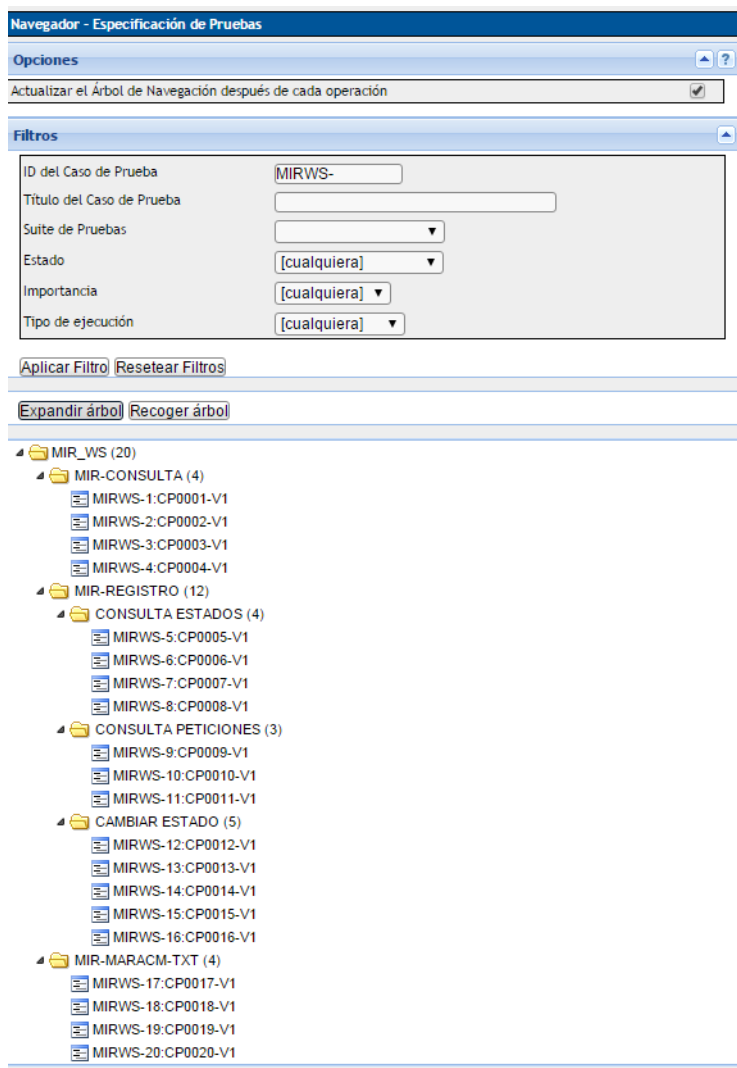 Navegador - Especificación de Pruebas
Opciones
?
Actualizar el Árbol de Navegación después de cada operación
Filtros
ID del Caso de Prueba MIRWS-
Título del Caso de Prueba
Suite de Pruebas
Estado [cualquiera]
Importancia [cualquiera]
Tipo de ejecución [cualquiera]
Aplicar Filtro Resetear Filtros
Expandir árbol Recoger árbol
MIR_WS (20)
MIR-CONSULTA (4)
MIRWS-1:CP0001-V1
MIRWS-2:CP0002-V1
MIRWS-3:CP0003-V1
MIRWS-4:CP0004-V1
MIR-REGISTRO (12)
CONSULTA ESTADOS (4)
MIRWS-5:CP0005-V1
MIRWS-6:CP0006-V1
MIRWS-7:CP0007-V1
MIRWS-8:CP0008-V1
CONSULTA PETICIONES (3)
MIRWS-9:CP0009-V1
MIRWS-10:CP0010-V1
MIRWS-11:CP0011-V1
CAMBIAR ESTADO (5)
MIRWS-12:CP0012-V1
MIRWS-13:CP0013-V1
MIRWS-14:CP0014-V1
MIRWS-15:CP0015-V1
MIRWS-16:CP0016-V1
MIR-MARACM-TXT (4)
MIRWS-17:CP0017-V1
MIRWS-18:CP0018-V1
MIRWS-19:CP0019-V1
MIRWS-20:CP0020-V1